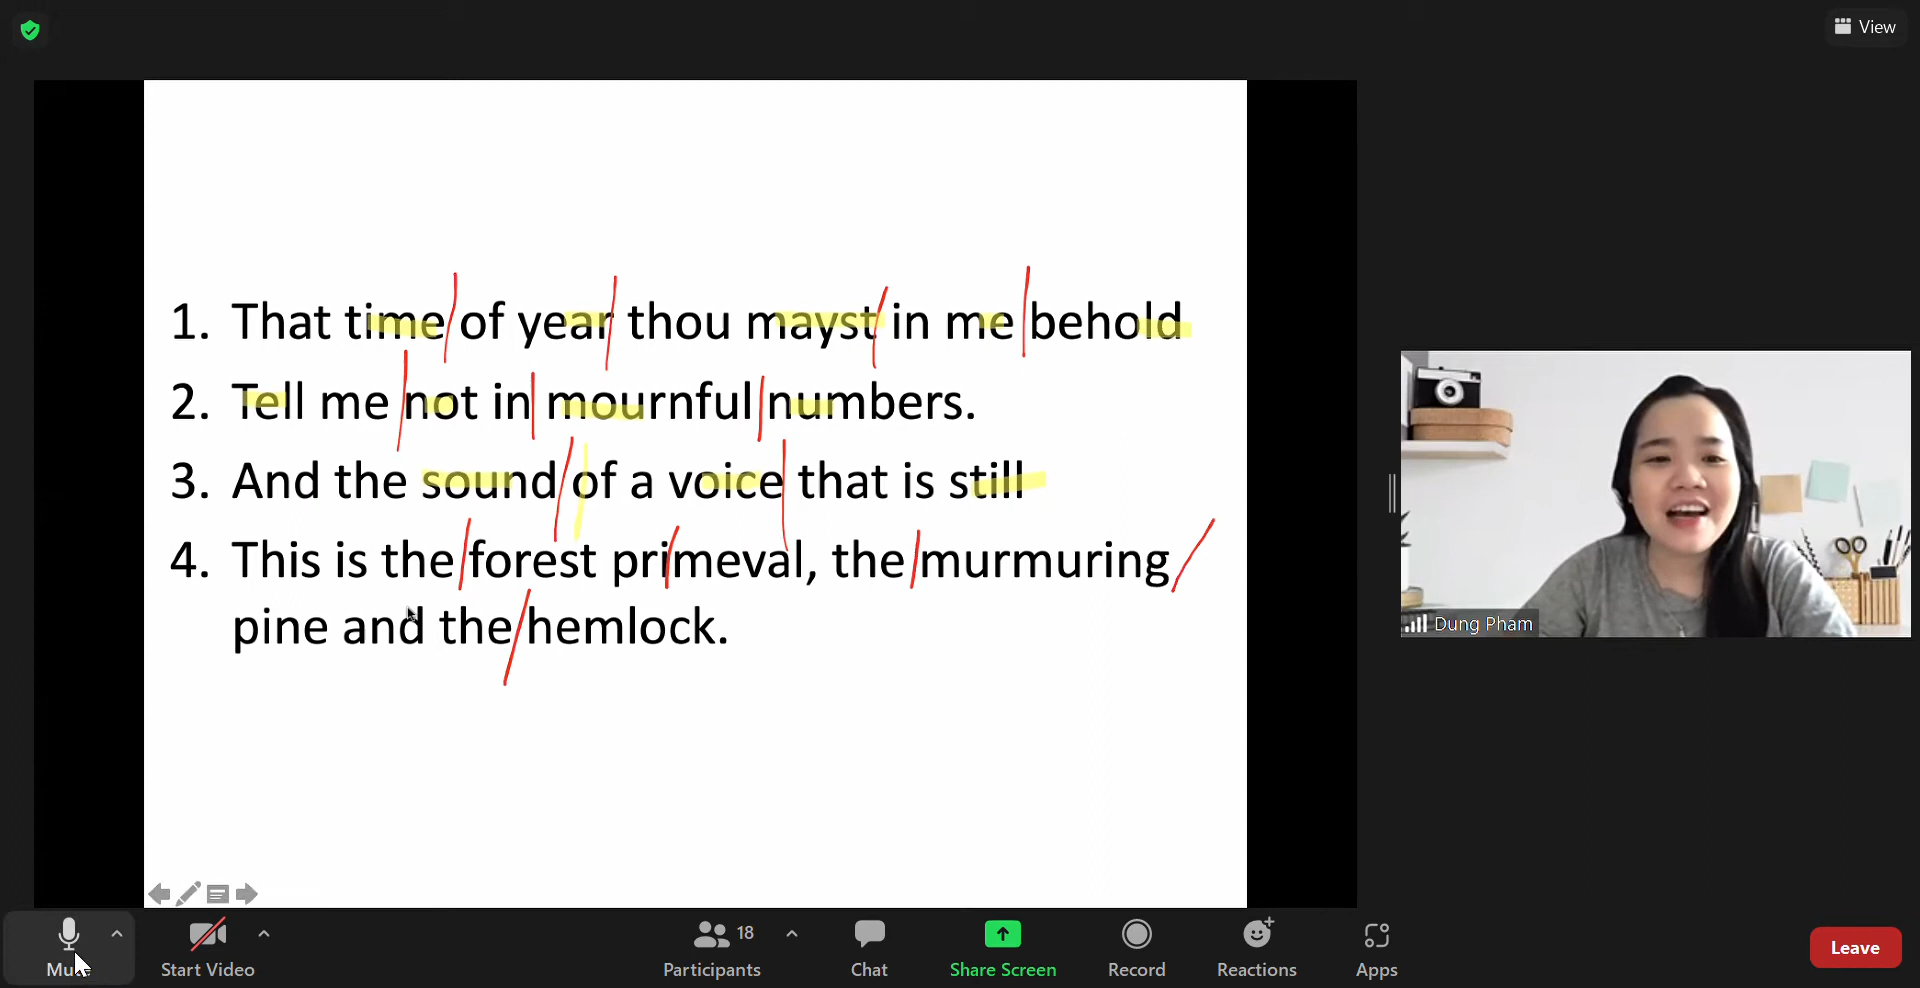 View
1. That time of year thou mayst in me behold
2. Tell me not in mournful numbers.
3. And the sound of a voice that is still
4. This is the forest primeval, the murmuring
pine and the hemlock.
Dung Pham
Start Video
18
Participants
Chat
Share Screen
Record
Reactions
Apps
Leave